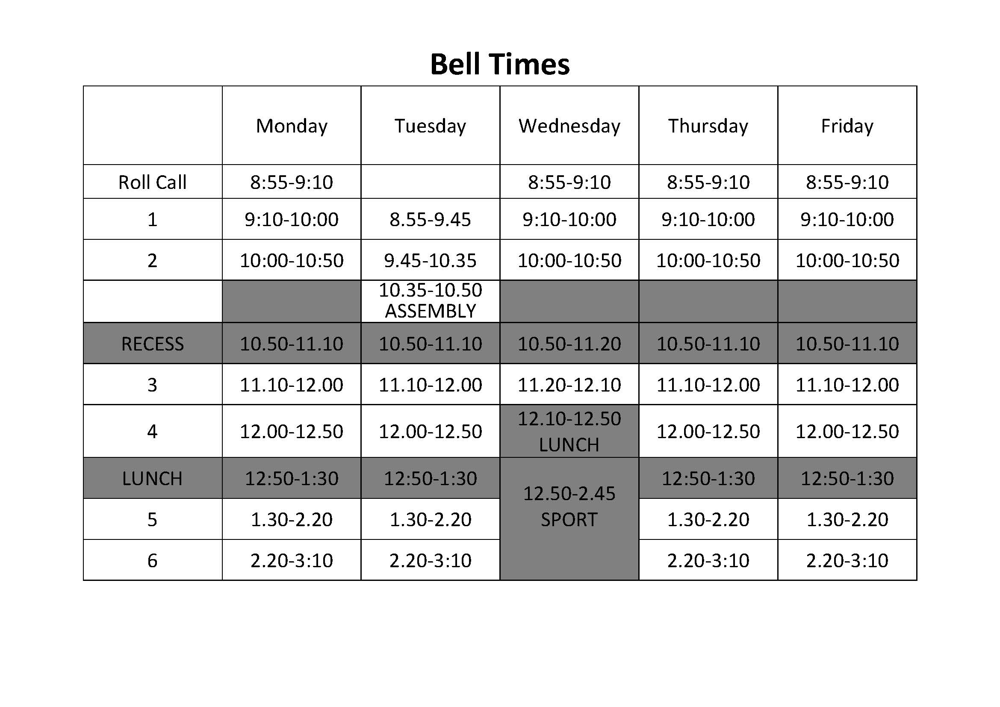 Bell Times
Monday Tuesday Wednesday Thursday Friday
Roll Call 8:55-9:10 8:55-9:10 8:55-9:10 8:55-9:10
1 9:10-10:00 8.55-9.45 9:10-10:00 9:10-10:00 9:10-10:00
2 10:00-10:50 9.45-10.35 10:00-10:50 10:00-10:50 10:00-10:50
10.35-10.50
ASSEMBLY
RECESS 10.50-11.10 10.50-11.10 10.50-11.20 10.50-11.10 10.50-11.10
3 11.10-12.00 11.10-12.00 11.20-12.10 11.10-12.00 11.10-12.00
4 12.00-12.50 12.00-12.50 12.10-12.50 12.00-12.50 12.00-12.50
LUNCH
LUNCH 12:50-1:30 12:50-1:30 12:50-1:30 12:50-1:30
12.50-2.45
5 1.30-2.20 1.30-2.20 SPORT 1.30-2.20 1.30-2.20
6 2.20-3:10 2.20-3:10 2.20-3:10 2.20-3:10